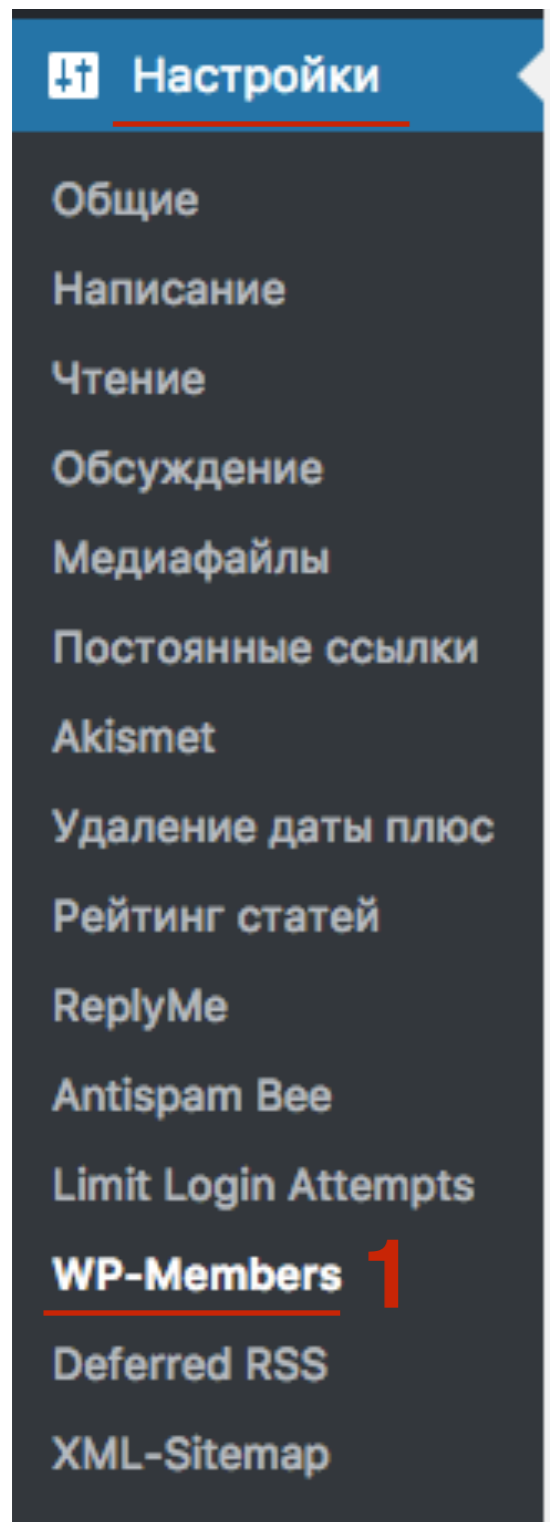 Настройки
Общие
Написание
Чтение
Обсуждение
Медиафайлы
Постоянные ссылки
Akismet
Удаление даты плюс
Рейтинг статей
ReplyMe
Antispam Bee
Limit Login Attempts
WP-Members 1
Deferred RSS
XML-Sitemap